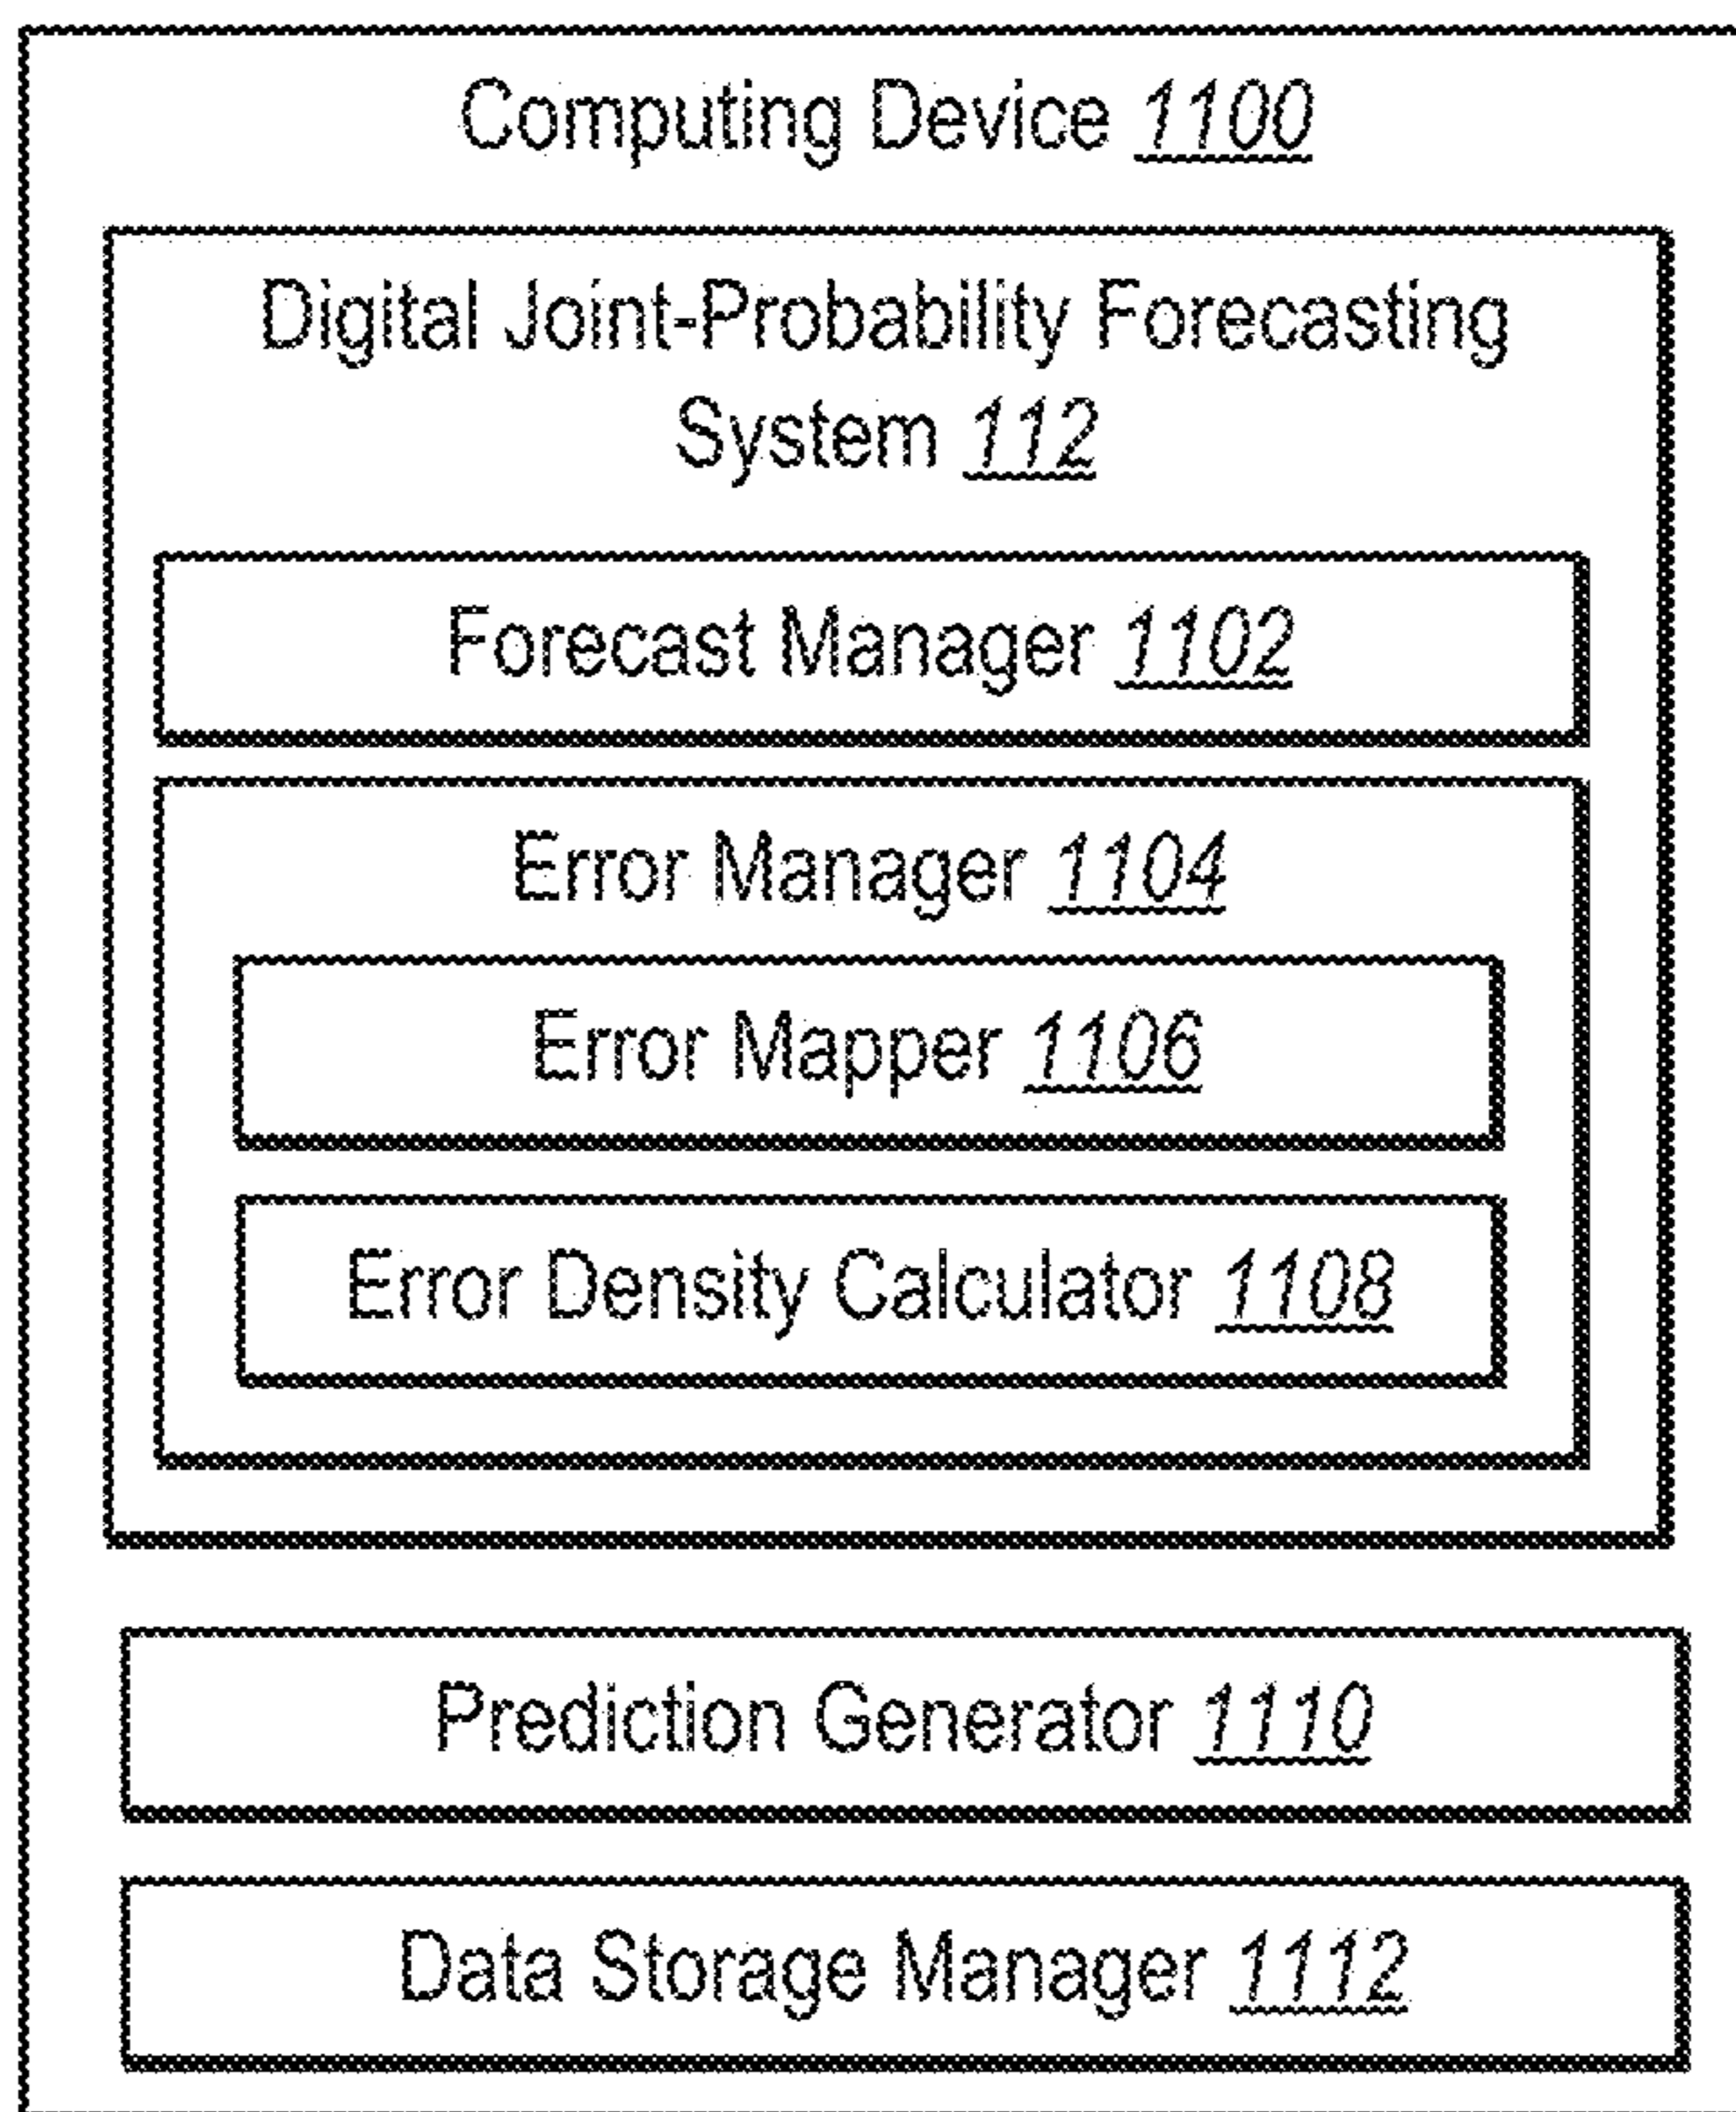 Computing Device 1100
Digital Joint-Probability Forecasting
System 112
Forecast Manager 1102
Error Manager 1104
Error Mapper 1106
Error Density Calculator 1108
Prediction Generator 1110
Data Storage Manager 1112